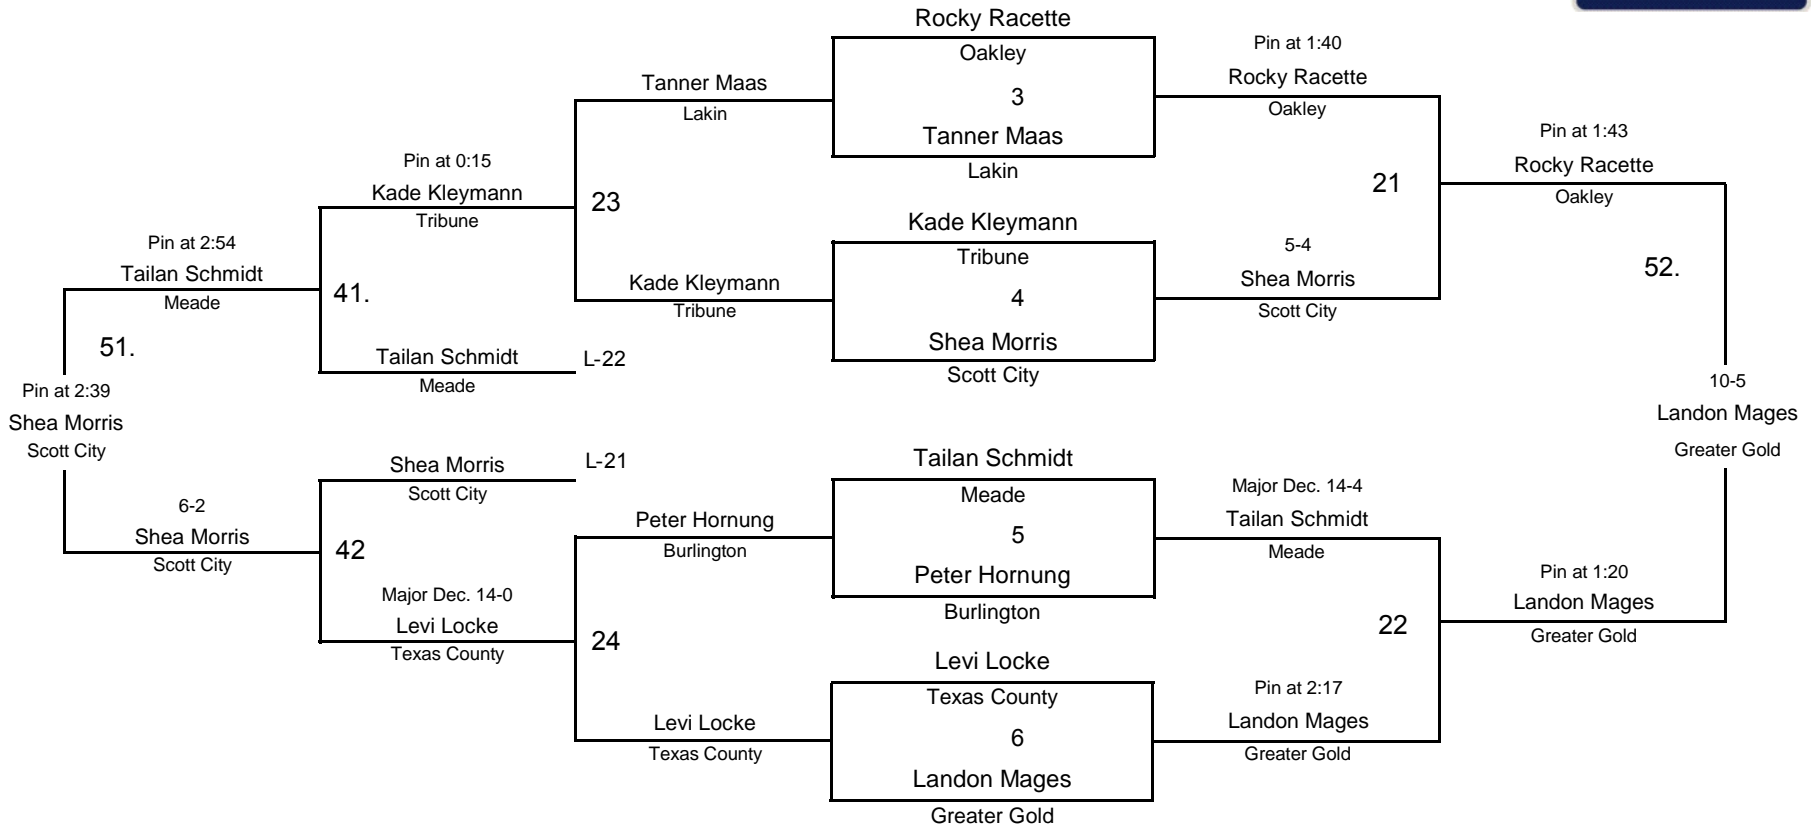 Rocky Racette
Oakley
3
Tanner Maas
Lakin
Kade Kleymann
Tribune
4
Shea Morris
Scott City
Tailan Schmidt
Meade
5
Peter Hornung
Burlington
Levi Locke
Texas County
6
Landon Mages
Greater Gold
Pin at 1:40
Rocky Racette
Oakley
21
5-4
Shea Morris
Scott City
Major Dec. 14-4
Tailan Schmidt
Meade
22
Pin at 2:17
Landon Mages
Greater Gold
Pin at 1:43
Rocky Racette
Oakley
52.
Pin at 1:20
Landon Mages
Greater Gold
10-5
Landon Mages
Greater Gold
Tanner Maas
Lakin
23
Kade Kleymann
Tribune
Peter Hornung
Burlington
24
Levi Locke
Texas County
Pin at 0:15
Kade Kleymann
Tribune
41.
Tailan Schmidt
L-22
Meade
Shea Morris
L-21
Scott City
42
Major Dec. 14-0
Levi Locke
Texas County
Pin at 2:54
Tailan Schmidt
Meade
51.
6-2
Shea Morris
Scott City
Pin at 2:39
Shea Morris
Scott City